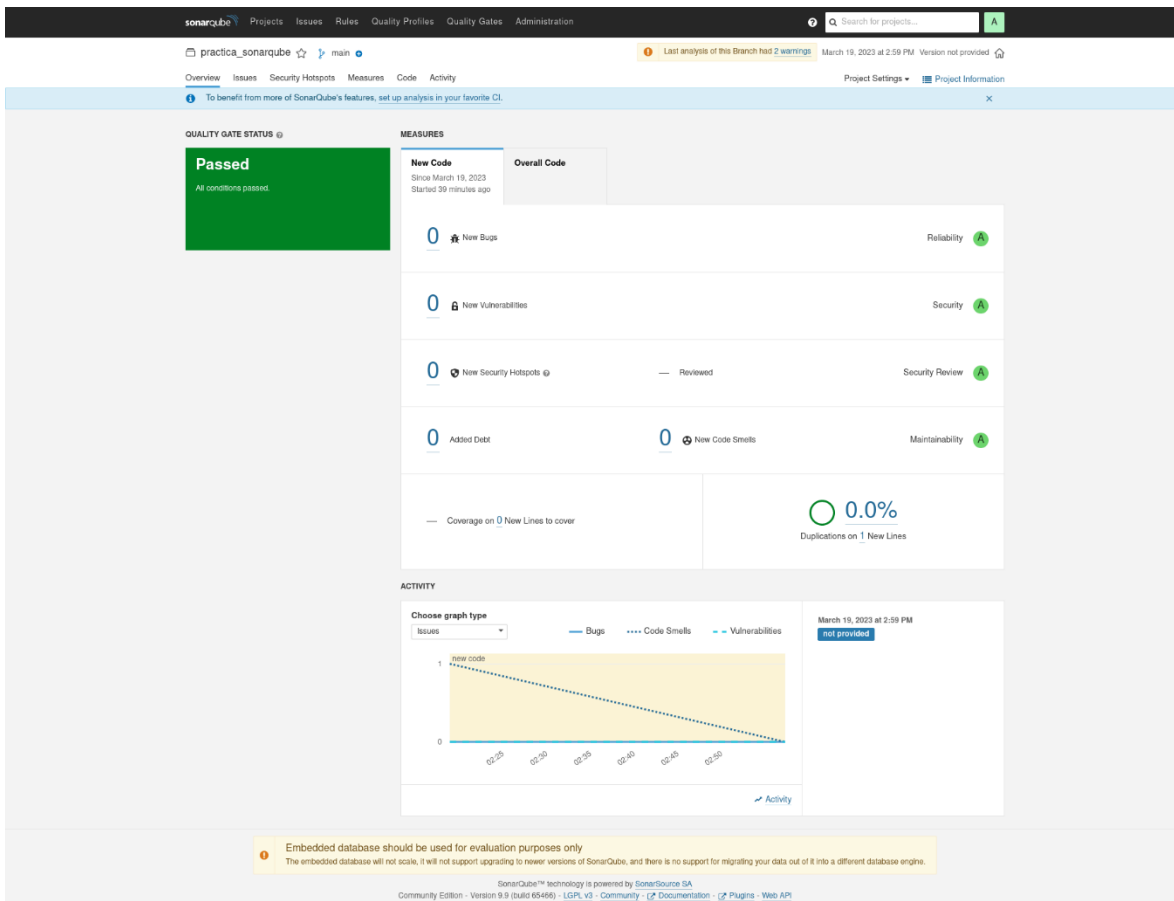 sonarqube Projects Issues Rules Quality Profiles Quality Gates Administration ? Search for projects... A
practica_sonarqube main Last analysis of this Branch had 2 warnings March 19, 2023 at 2:59 PM Version not provided
Overview Issues Security Hotspots Measures Code Activity Project Settings Project Information
To benefit from more of SonarQube's features, set up analysis in your favorite CI.
QUALITY GATE STATUS
Passed
All conditions passed.
MEASURES
New Code
Since March 19, 2023
Started 39 minutes ago
Overall Code
0 New Bugs Reliability A
0 New Vulnerabilities Security A
0 New Security Hotspots — Reviewed Security Review A
0 Added Debt 0 New Code Smells Maintainability A
— Coverage on 0 New Lines to cover
0.0%
Duplications on 1 New Lines
ACTIVITY
Choose graph type
Issues
Bugs Code Smells Vulnerabilities
new code
1
0
02:25 02:30 02:35 02:40 02:45 02:50
Activity
March 19, 2023 at 2:59 PM
not provided
Embedded database should be used for evaluation purposes only
The embedded database will not scale, it will not support upgrading to newer versions of SonarQube, and there is no support for migrating your data out of it into a different database engine.
SonarQube™ technology is powered by SonarSource SA
Community Edition - Version 9.9 (build 65466) - LGPL v3 - Community - Documentation - Plugins - Web API